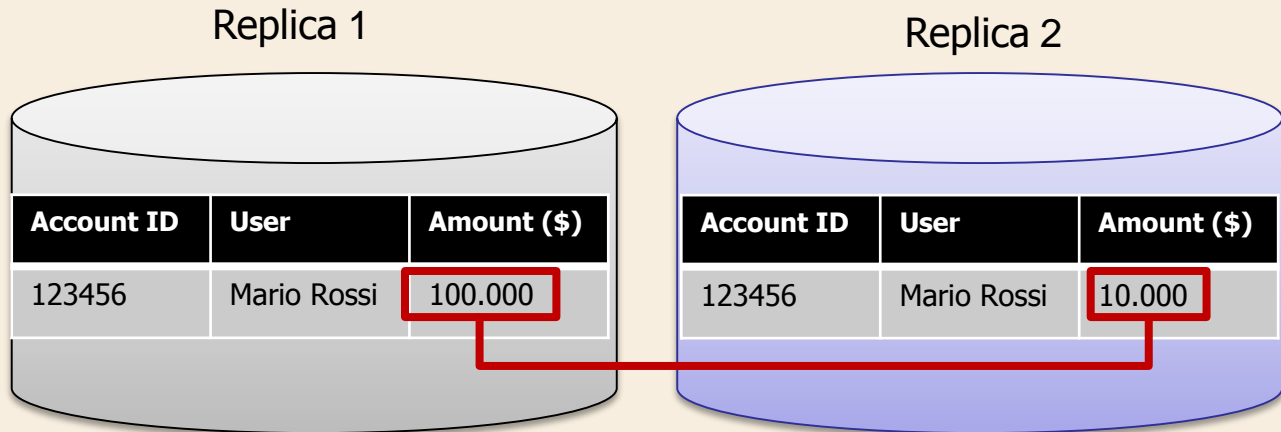 Replica 1
Replica 2
Account ID User Amount ($)
123456 Mario Rossi 100.000
Account ID User Amount ($)
123456 Mario Rossi 10.000